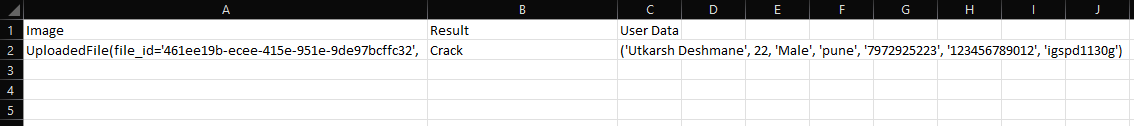 A B C D E F G H I J
1 Image Result User Data
2 UploadedFile(file_id='461ee19b-ecee-415e-951e-9de97bcffc32', Crack ('Utkarsh Deshmane', 22, 'Male', 'pune', '7972925223', '123456789012', 'igspd1130g')
3
4
5